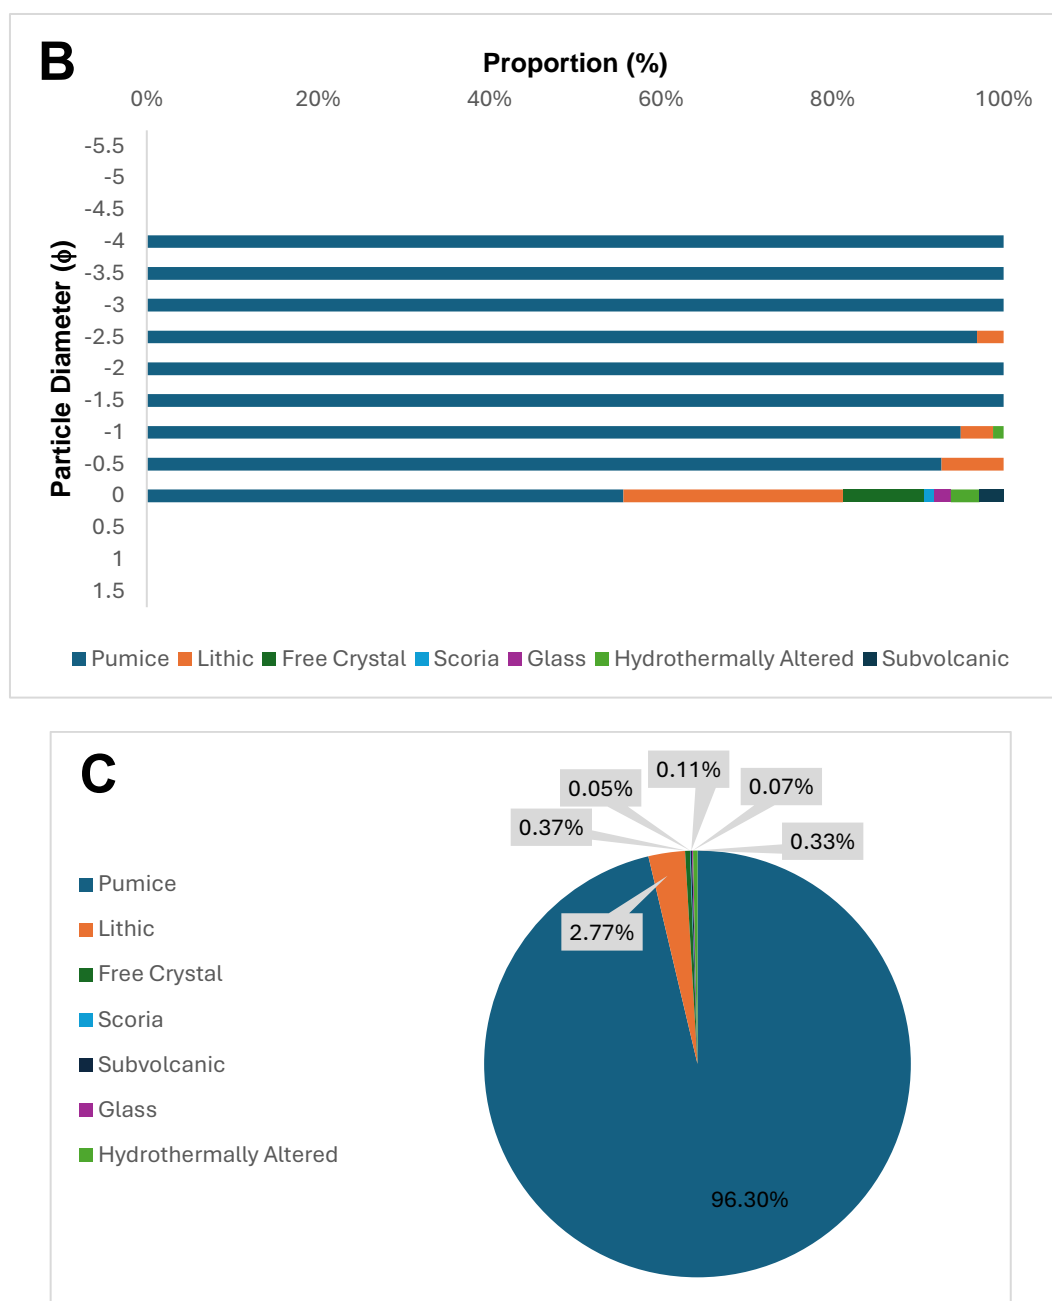 B
Proportion (%)
0% 20% 40% 60% 80% 100%
Particle Diameter (ϕ)
-5.5
-5
-4.5
-4
-3.5
-3
-2.5
-2
-1.5
-1
-0.5
0
0.5
1
1.5
Pumice Lithic Free Crystal Scoria Glass Hydrothermally Altered Subvolcanic
C
0.11%
0.05% 0.07%
0.37% 0.33%
2.77%
96.30%
Pumice
Lithic
Free Crystal
Scoria
Subvolcanic
Glass
Hydrothermally Altered